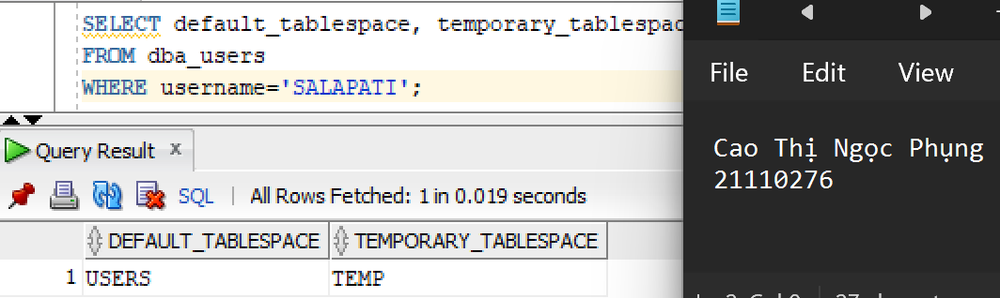 SELECT default_tablespace,
FROM dba_users
WHERE username='SALAPATI';
Query Result x
SQL | All Rows Fetched: 1 in 0.019 seconds
DEFAULT_TABLESPACE TEMPORARY_TABLESPACE
1 USERS TEMP
File Edit View
Cao Thị Ngọc Phụng
21110276